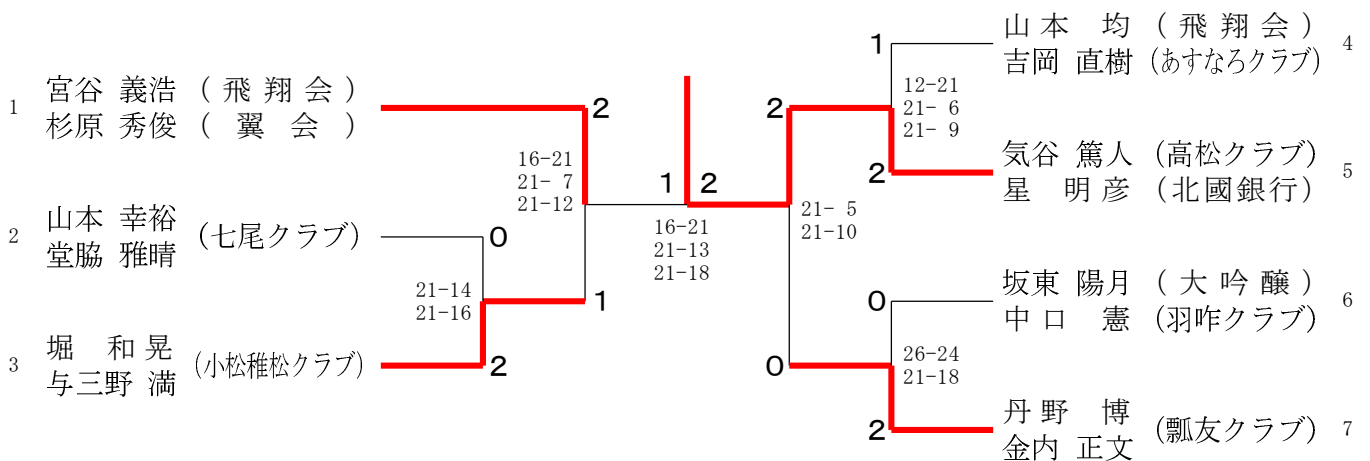 1 宮谷 義浩 (飛翔会)
杉原 秀俊 (翼会)
2 山本 幸裕 (七尾クラブ)
堂脇 雅晴
3 堀 和晃 (小松稚松クラブ)
与三野 満
2
16-21
21- 7
21-12
0
21-14
21-16
1
2
1 2
16-21
21-13
21-18
2
21- 5
21-10
0
1
12-21
21- 6
21- 9
2
0
26-24
21-18
2
山本 均 (飛翔会) 4
吉岡 直樹 (あすなろクラブ)
気谷 篤人 (高松クラブ) 5
星 明彦 (北國銀行)
坂東 陽月 (大吟醸) 6
中口 憲 (羽咋クラブ)
丹野 博 (瓢友クラブ) 7
金内 正文